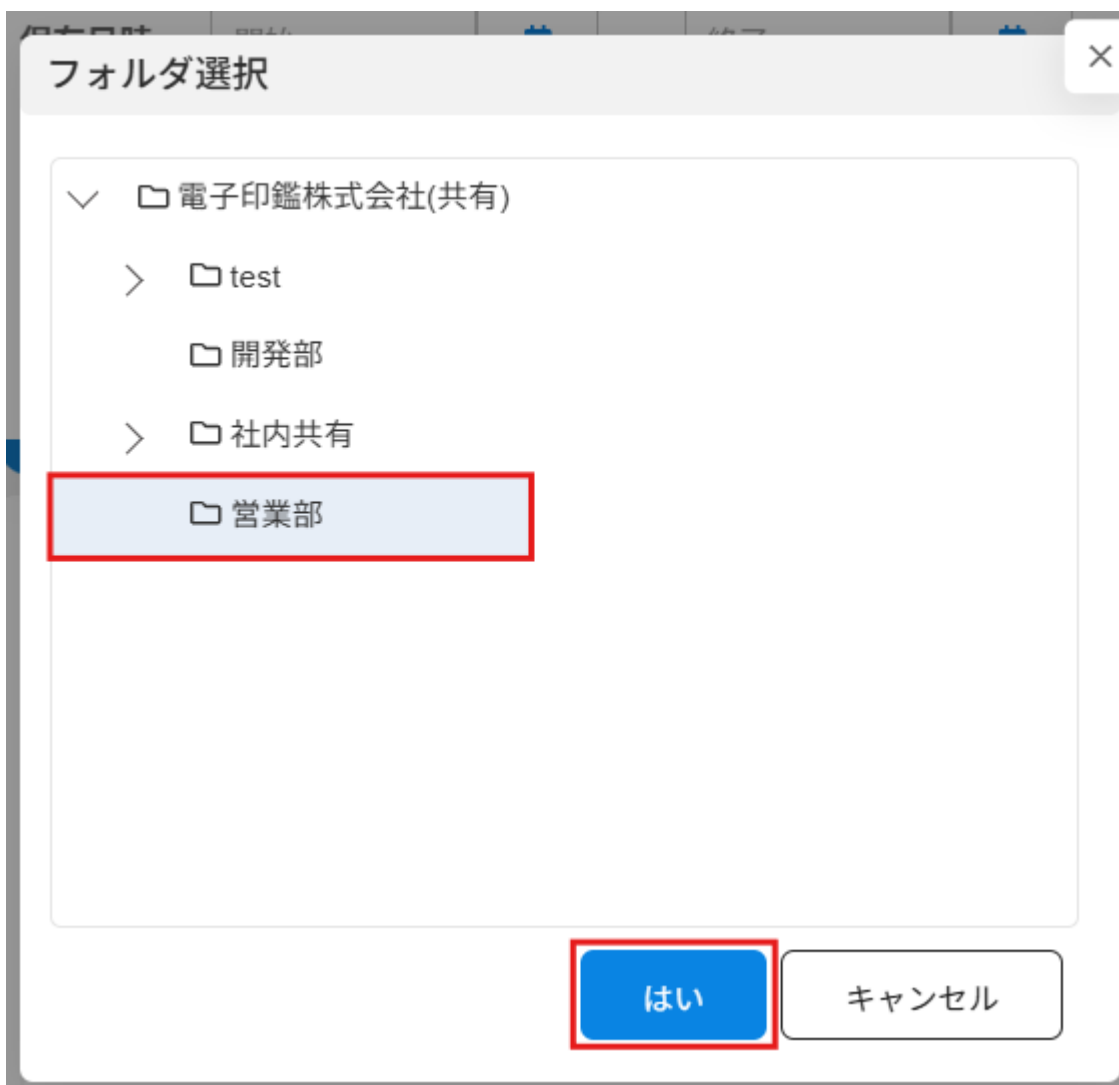 フォルダ選択
電子印鑑株式会社(共有)
test
開発部
社内共有
営業部
はい
キャンセル